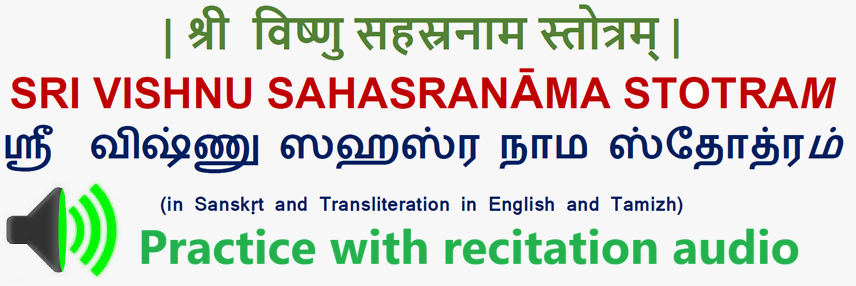 | श्री विष्णु सहस्रनाम स्तोत्रम् |
SRI VISHNU SAHASRANĀMA STOTRAM
ஸ்ரீ விஷ்ணு ஸஹஸ்ர நாம ஸ்தோத்ரம்
(in Sanskṛt and Transliteration in English and Tamizh)
Practice with recitation audio